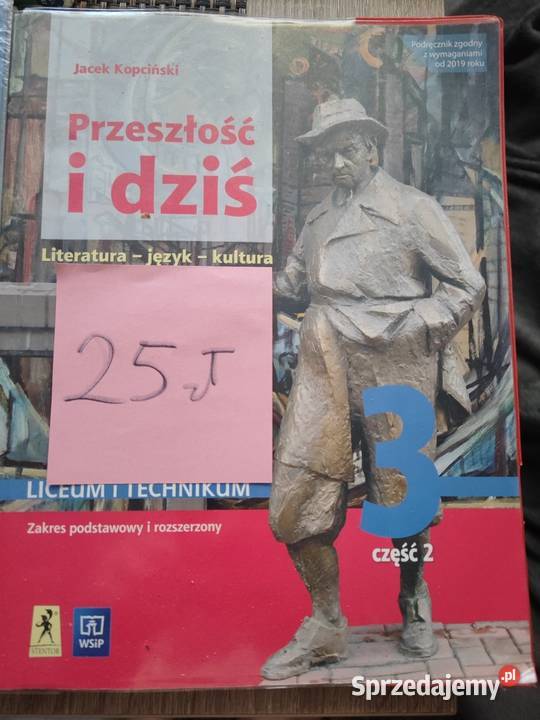 Jacek Kopciński
Podręcznik zgodny
z wymaganiami
od 2019 roku
Przeszłość
i dziś
Literatura – język – kultura
25
LICEUM I TECHNIKUM
Zakres podstawowy i rozszerzony
3
część 2
STENTOR
WSiP
Sprzedajemy.pl